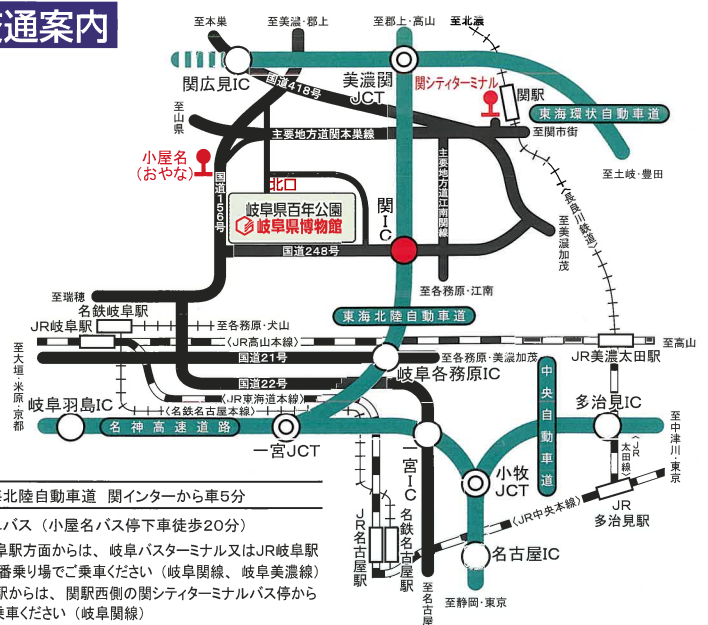 交通案内
至本巣
至美濃・郡上
至郡上・高山
至北濃
関広見IC
国道418号
美濃関
JCT
関シティターミナル
関駅
東海環状自動車道
至山県
主要地方道関本巣線
至関市街
小屋名
(おやな)
北口
主要地方道江南関線
至土岐・豊田
〈長良川鉄道〉
国道156号
岐阜県百年公園
岐阜県博物館
関IC
国道248号
至美濃加茂
至各務原・江南
至瑞穂
名鉄岐阜駅
東海北陸自動車道
JR岐阜駅
至各務原・犬山
〈JR高山本線〉
至高山
至大垣・米原・京都
国道21号
至各務原・美濃加茂
JR美濃太田駅
国道22号
岐阜各務原IC
中央自動車道
岐阜羽島IC
〈JR東海道本線〉
〈名鉄名古屋本線〉
多治見IC
名神高速道路
〈JR太田線〉
至中津川・東京
一宮JCT
一宮IC
小牧
JCT
JR
多治見駅
〈JR中央本線〉
JR名古屋駅
名鉄名古屋駅
名古屋IC
至名古屋
至静岡・東京
北陸自動車道 関インターから車5分
バス(小屋名バス停下車徒歩20分)
阜駅方面からは、岐阜バスターミナル又はJR岐阜駅
番乗り場でご乗車ください(岐阜関線、岐阜美濃線)
駅からは、関駅西側の関シティターミナルバス停から
乗車ください(岐阜関線)